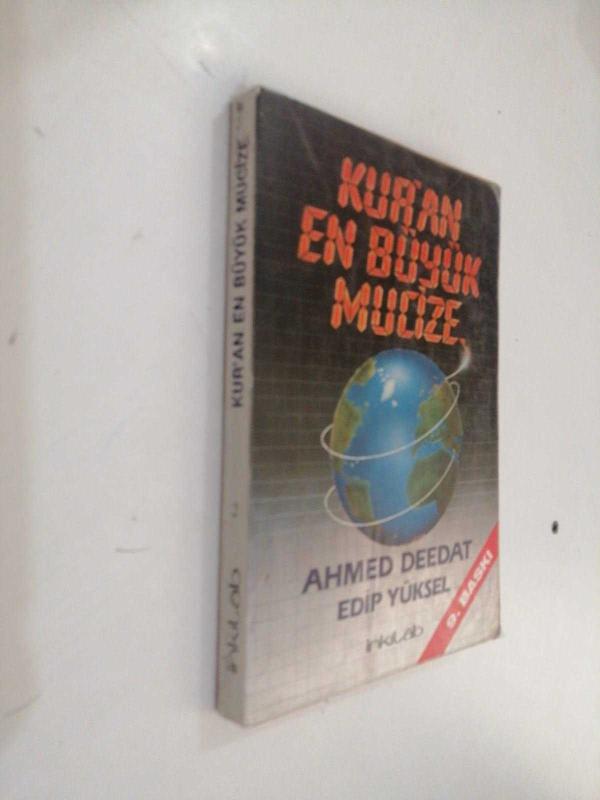 KUR'AN
EN BÜYÜK
MUCİZE
AHMED DEEDAT
EDİP YÜKSEL
inkılab
9. BASKI
KUR'AN EN BÜYÜK MUCİZE